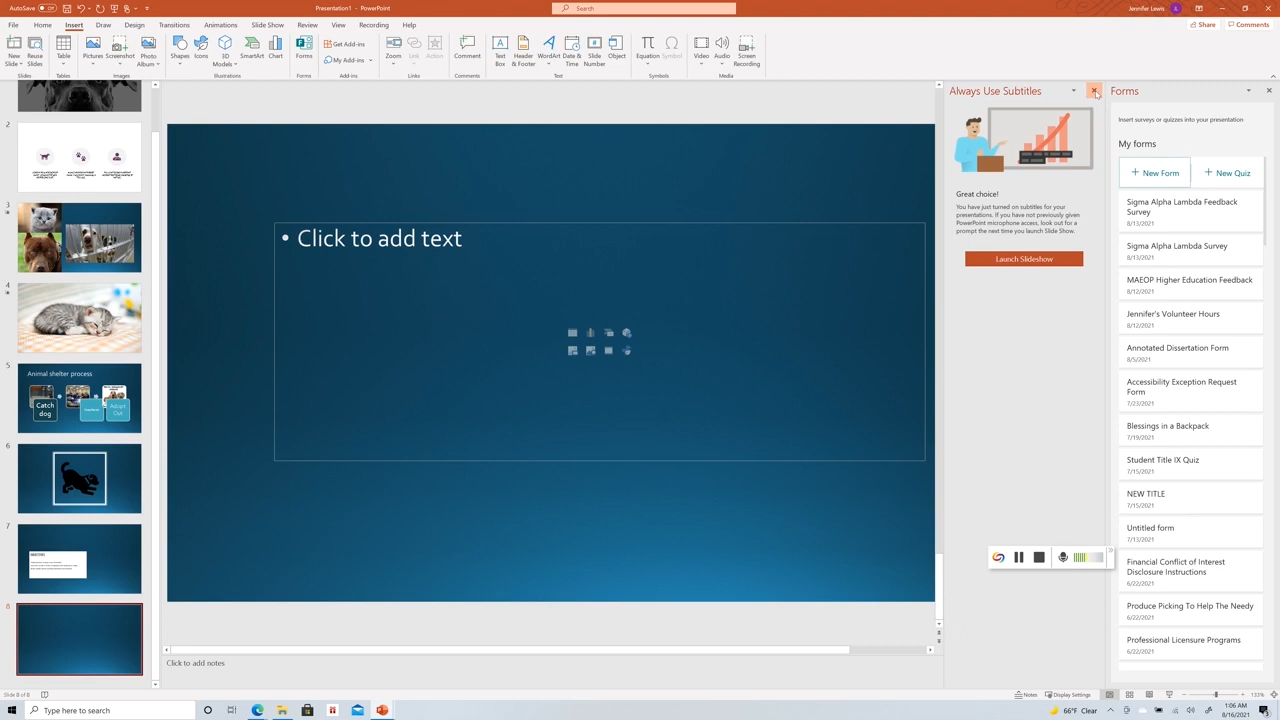 AutoSave Off
Presentation1 - PowerPoint
Search
Jennifer Lewis
JL
File Home Insert Draw Design Transitions Animations Slide Show Review View Recording Help
Share Comments
New Slide
Reuse Slides
Table
Pictures
Screenshot
Photo Album
Shapes
Icons
3D Models
SmartArt
Chart
Forms
Get Add-ins
My Add-ins
Zoom
Link
Action
Comment
Text Box
Header & Footer
WordArt
Date & Time
Slide Number
Object
Equation
Symbol
Video
Audio
Screen Recording
Slides Tables Images Illustrations Forms Add-ins Links Comments Text Symbols Media
2
3
4
5
Animal shelter process
Catch dog
Adopt Out
6
7
8
• Click to add text
Click to add notes
Always Use Subtitles
Great choice!
You have just turned on subtitles for your
presentations. If you have not previously given
PowerPoint microphone access, look out for a
prompt the next time you launch Slide Show.
Launch Slideshow
Forms
Insert surveys or quizzes into your presentation
My forms
+ New Form
+ New Quiz
Sigma Alpha Lambda Feedback
Survey
8/13/2021
Sigma Alpha Lambda Survey
8/13/2021
MAEOP Higher Education Feedback
8/12/2021
Jennifer's Volunteer Hours
8/12/2021
Annotated Dissertation Form
8/5/2021
Accessibility Exception Request
Form
7/23/2021
Blessings in a Backpack
7/19/2021
Student Title IX Quiz
7/15/2021
NEW TITLE
7/15/2021
Untitled form
7/13/2021
Financial Conflict of Interest
Disclosure Instructions
6/22/2021
Produce Picking To Help The Needy
6/22/2021
Professional Licensure Programs
6/22/2021
Slide 8 of 8
Notes
Display Settings
133%
Type here to search
66°F Clear
1:06 AM
8/16/2021